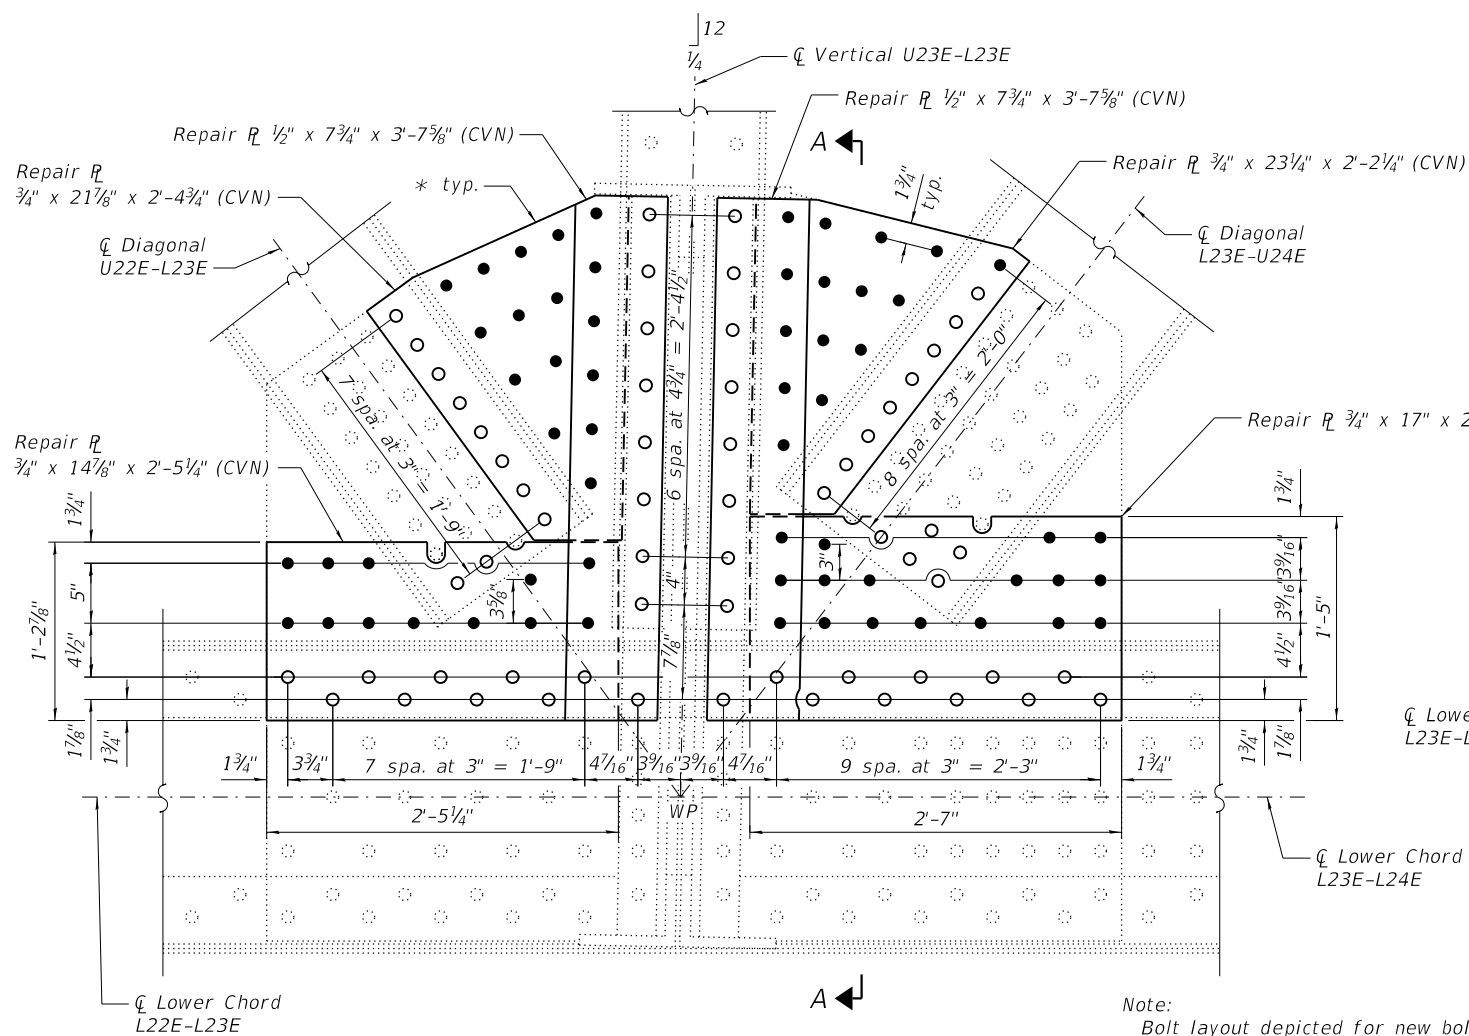 12
1/4
℄ Vertical U23E-L23E
Repair ℄ 1/2" x 7 3/4" x 3'-7 5/8" (CVN)
Repair ℄ 1/2" x 7 3/4" x 3'-7 5/8" (CVN)
A
Repair ℄ 3/4" x 23 1/4" x 2'-2 1/4" (CVN)
Repair ℄
3/4" x 21 7/8" x 2'-4 3/4" (CVN)
* typ.
1 3/4"
typ.
℄ Diagonal
U22E-L23E
℄ Diagonal
L23E-U24E
6 spa. at 4 3/4" = 2'-4 1/2"
7 spa. at 3" = 1'-9"
8 spa. at 3" = 2'-0"
Repair ℄ 3/4" x 17" x 2
Repair ℄
3/4" x 14 7/8" x 2'-5 1/4" (CVN)
1 3/4"
5"
1'-2 7/8"
4 1/2"
1 7/8"
1 3/4"
3 5/8"
4"
7 1/8"
3"
1 3/4"
3 9/16"
3 9/16"
1'-5"
4 1/2"
1 3/4"
1 7/8"
℄ Lowe
L23E-L
1 3/4"
3 3/4"
7 spa. at 3" = 1'-9"
4 7/16"
3 9/16"
3 9/16"
4 7/16"
9 spa. at 3" = 2'-3"
1 3/4"
WP
2'-5 1/4"
2'-7"
℄ Lower Chord
L23E-L24E
℄ Lower Chord
L22E-L23E
A
Note:
Bolt layout depicted for new bol